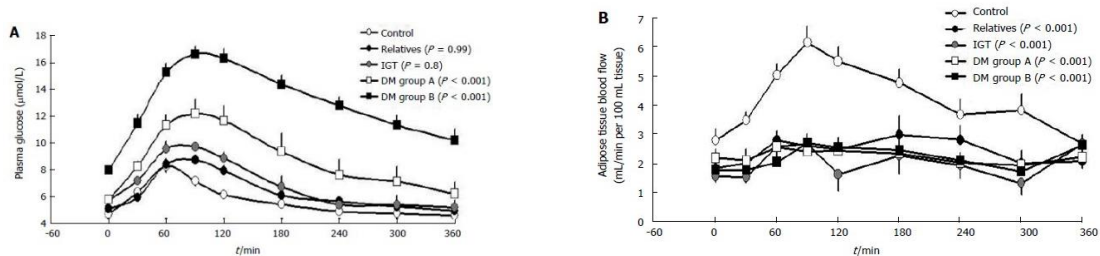 A
Plasma glucose (μmol/L)
18
16
14
12
10
8
6
4
-60 0 60 120 180 240 300 360
t/min
Control
Relatives (P = 0.99)
IGT (P = 0.8)
DM group A (P < 0.001)
DM group B (P < 0.001)
B
Adipose tissue blood flow
(mL/min per 100 mL tissue)
7
6
5
4
3
2
1
0
-60 0 60 120 180 240 300 360
t/min
Control
Relatives (P < 0.001)
IGT (P < 0.001)
DM group A (P < 0.001)
DM group B (P < 0.001)